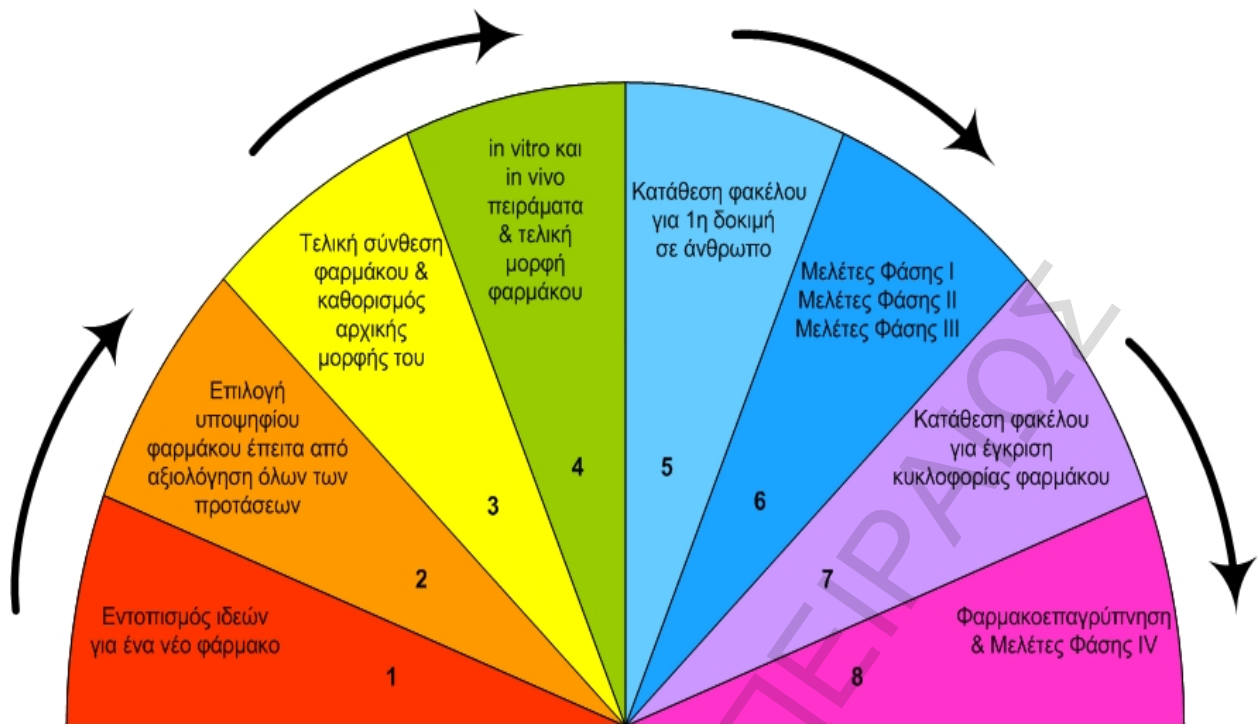 Εντοπισμός ιδεών
για ένα νέο φάρμακο
1
Επιλογή
υποψηφίου
φαρμάκου έπειτα από
αξιολόγηση όλων των
προτάσεων
2
Τελική σύνθεση
φαρμάκου &
καθορισμός
αρχικής
μορφής του
3
in vitro και
in vivo
πειράματα
& τελική
μορφή
φαρμάκου
4
Κατάθεση φακέλου
για 1η δοκιμή
σε άνθρωπο
5
Μελέτες Φάσης I
Μελέτες Φάσης II
Μελέτες Φάσης III
6
Κατάθεση φακέλου
για έγκριση
κυκλοφορίας φαρμάκου
7
Φαρμακοεπαγρύπνηση
& Μελέτες Φάσης IV
8
ΠΕΙΡΑΙΩΣ